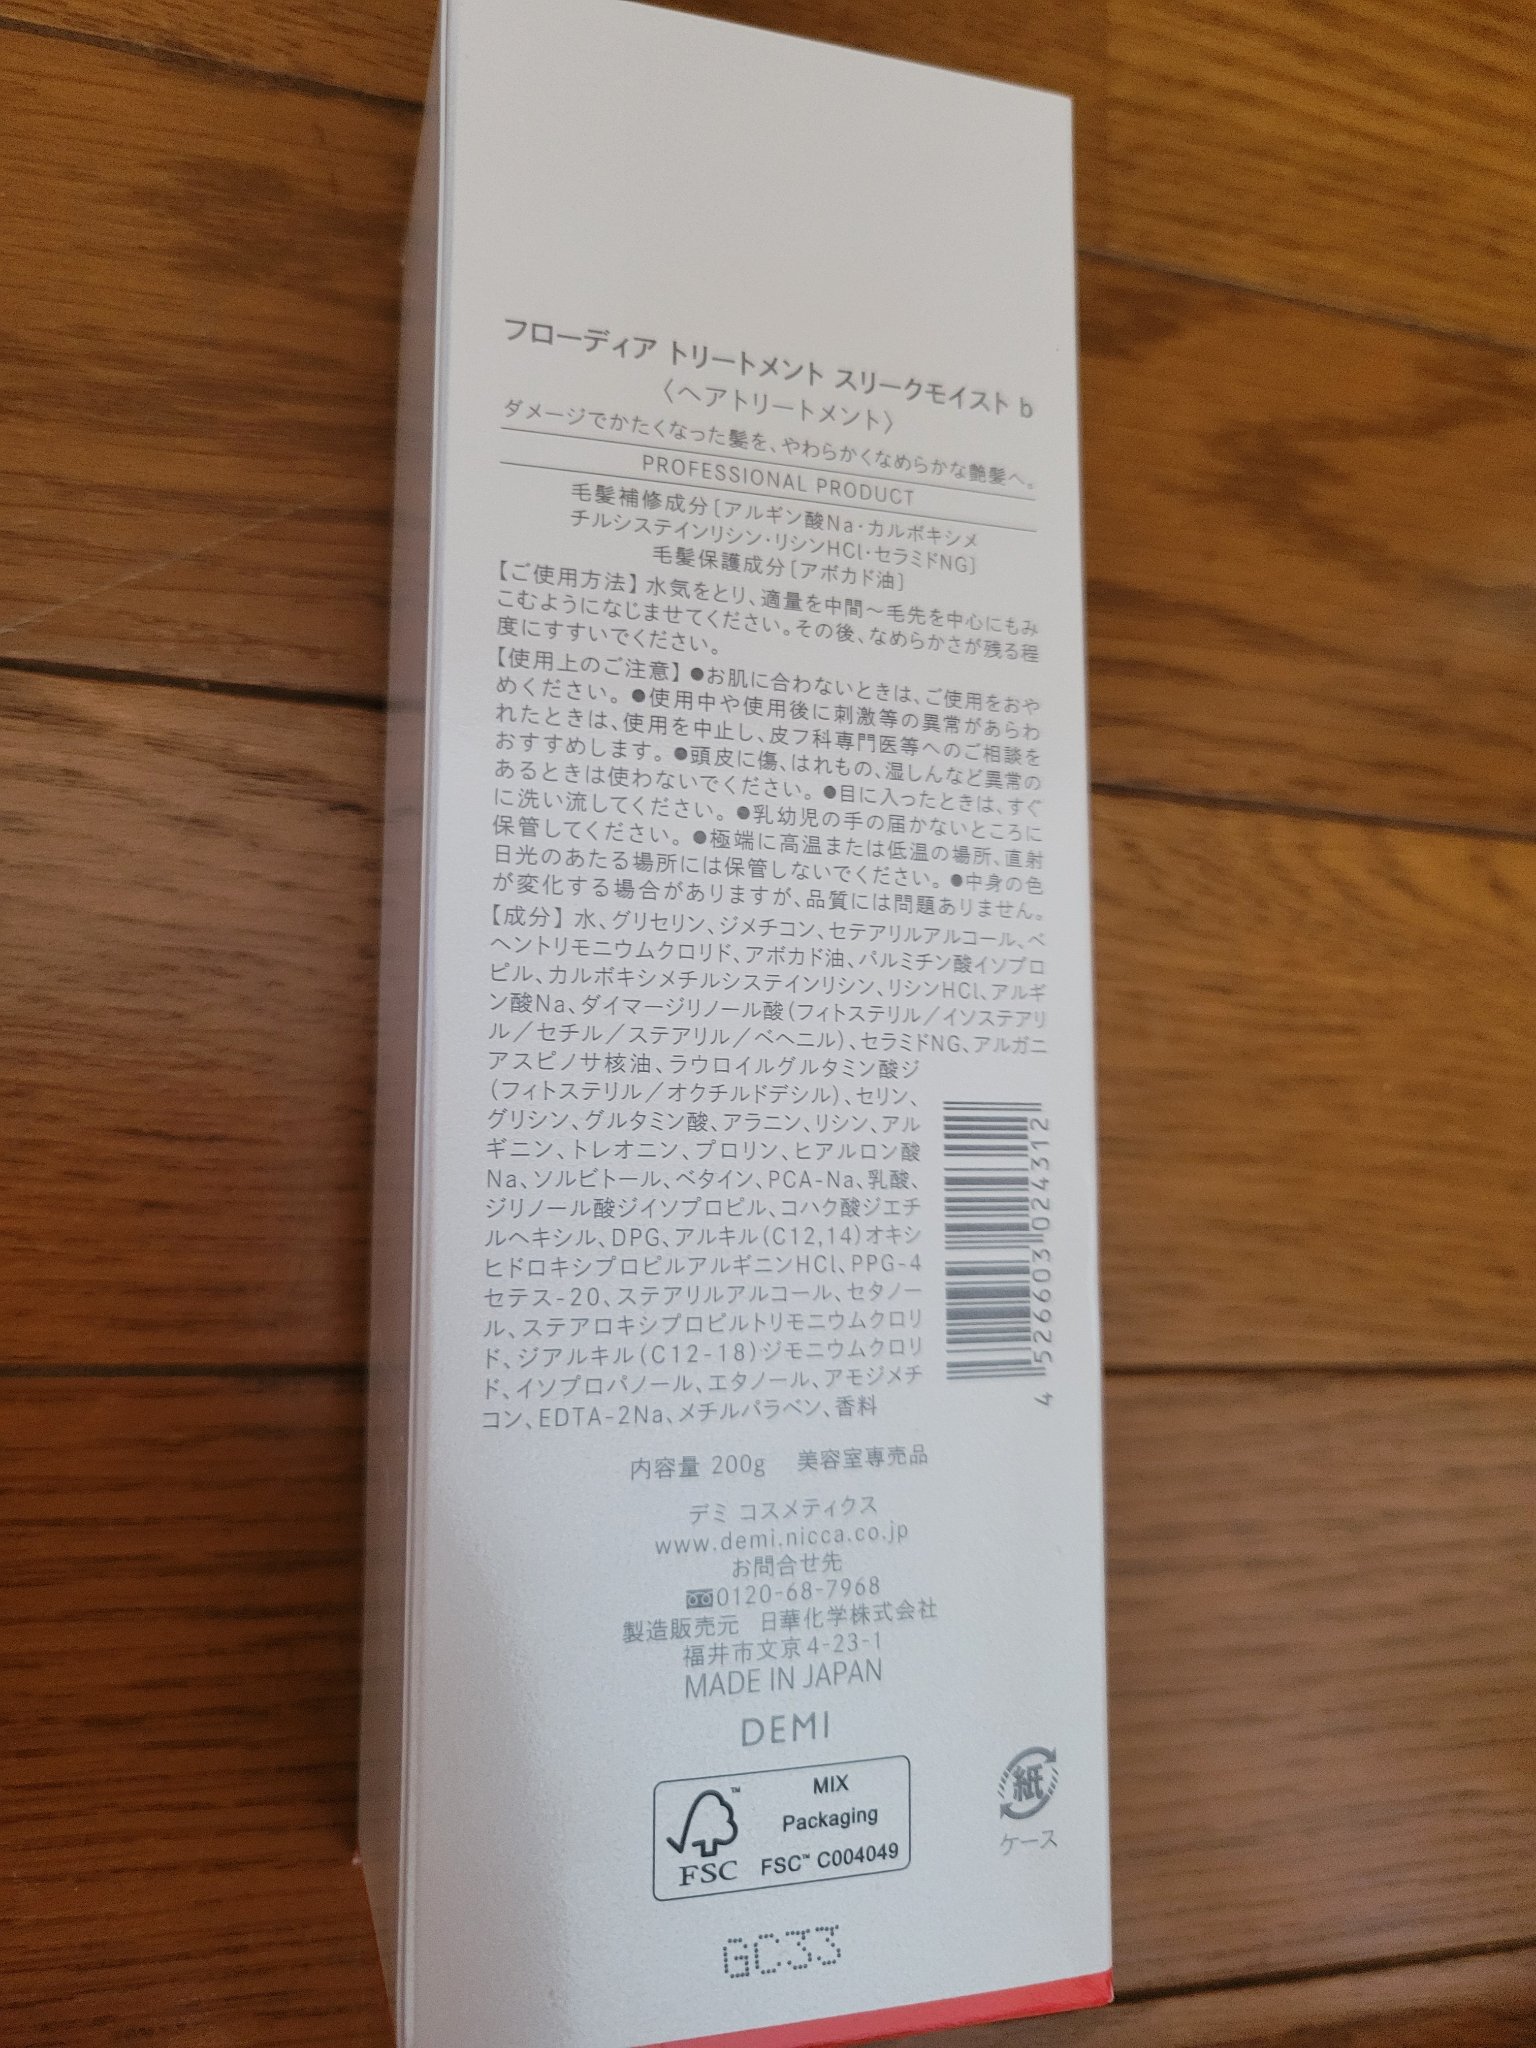 フローディア トリートメント スリークモイスト b
〈ヘアトリートメント〉
ダメージでかたくなった髪を、やわらかくなめらかな艶髪へ。
PROFESSIONAL PRODUCT
毛髪補修成分［アルギン酸Na・カルボキシメ
チルシステインリシン・リシンHCl・セラミドNG］
毛髪保護成分［アボカド油］
【ご使用方法】水気をとり、適量を中間～毛先を中心にもみ
こむようになじませてください。その後、なめらかさが残る程
度にすすいでください。
【使用上のご注意】●お肌に合わないときは、ご使用をおや
めください。●使用中や使用後に刺激等の異常があらわ
れたときは、使用を中止し、皮フ科専門医等へのご相談を
おすすめします。●頭皮に傷、はれもの、湿しんなど異常の
あるときは使わないでください。●目に入ったときは、すぐ
に洗い流してください。●乳幼児の手の届かないところに
保管してください。●極端に高温または低温の場所、直射
日光のあたる場所には保管しないでください。●中身の色
が変化する場合がありますが、品質には問題ありません。
【成分】水、グリセリン、ジメチコン、セテアリルアルコール、ベ
ヘントリモニウムクロリド、アボカド油、パルミチン酸イソプロ
ピル、カルボキシメチルシステインリシン、リシンHCl、アルギ
ン酸Na、ダイマージリノール酸（フィトステリル／イソステアリ
ル／セチル／ステアリル／ベヘニル）、セラミドNG、アルガニ
アスピノサ核油、ラウロイルグルタミン酸ジ
（フィトステリル／オクチルドデシル）、セリン、
グリシン、グルタミン酸、アラニン、リシン、アル
ギニン、トレオニン、プロリン、ヒアルロン酸
Na、ソルビトール、ベタイン、PCA-Na、乳酸、
ジリノール酸ジイソプロピル、コハク酸ジエチ
ルヘキシル、DPG、アルキル（C12,14）オキシ
ヒドロキシプロピルアルギニンHCl、PPG-4
セテス-20、ステアリルアルコール、セタノー
ル、ステアロキシプロピルトリモニウムクロリ
ド、ジアルキル（C12-18）ジモニウムクロリ
ド、イソプロパノール、エタノール、アモジメチ
コン、EDTA-2Na、メチルパラベン、香料
4 526603 024312
内容量 200g 美容室専売品
デミ コスメティクス
www.demi.nicca.co.jp
お問合せ先
0120-68-7968
製造販売元 日華化学株式会社
福井市文京4-23-1
MADE IN JAPAN
DEMI
FSC™
MIX
Packaging
FSC™ C004049
紙
ケース
GC33